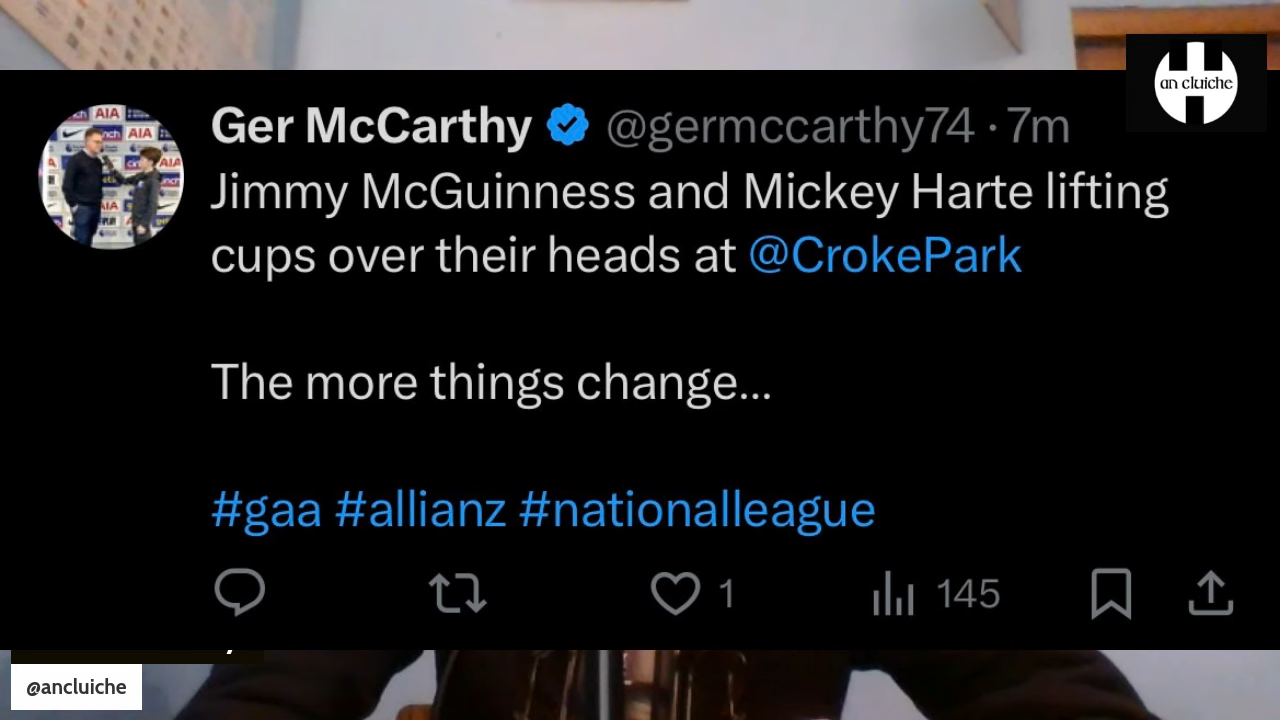 an cluiche
Ger McCarthy @germccarthy74 · 7m
Jimmy McGuinness and Mickey Harte lifting
cups over their heads at @CrokePark
The more things change...
#gaa #allianz #nationalleague
1 145
@ancluiche